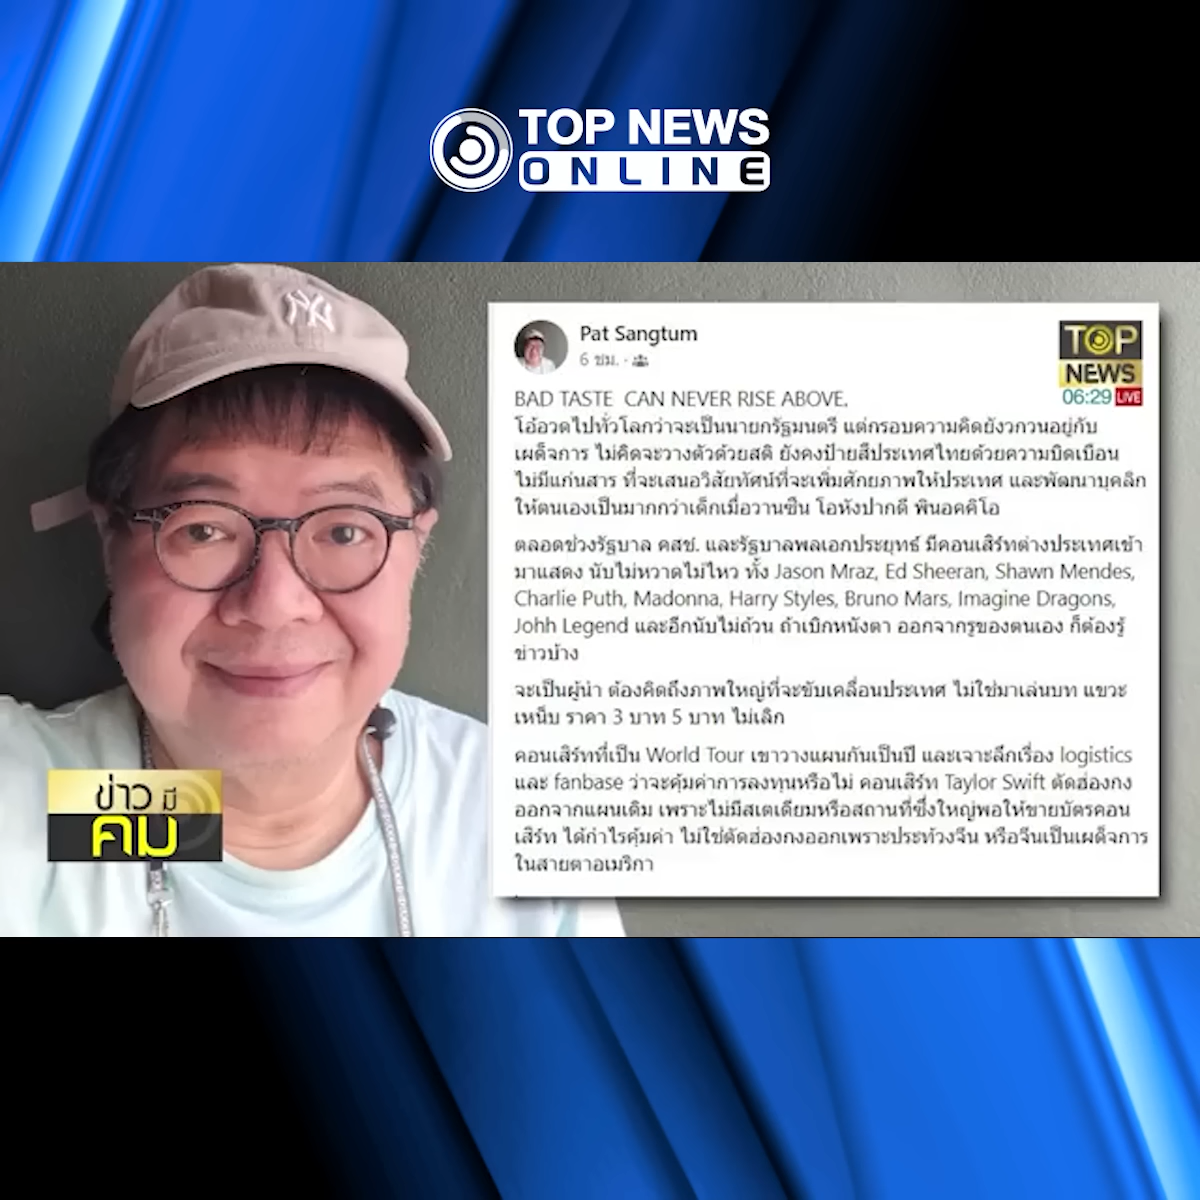 TOP NEWS
ONLINE
NY
Pat Sangtum
6 ชม. ·
TOP
NEWS
06:29 LIVE
BAD TASTE CAN NEVER RISE ABOVE.
โอ้อวดไปทั่วโลกว่าจะเป็นนายกรัฐมนตรี แต่กรอบความคิดยังวกวนอยู่กับ
เผด็จการ ไม่คิดจะวางตัวด้วยสติ ยังคงป้ายสีประเทศไทยด้วยความบิดเบือน
ไม่มีแก่นสาร ที่จะเสนอวิสัยทัศน์ที่จะเพิ่มศักยภาพให้ประเทศ และพัฒนาบุคลิก
ให้ตนเองเป็นมากกว่าเด็กเมื่อวานซืน โอหังปากดี พินอคคิโอ
ตลอดช่วงรัฐบาล คสช. และรัฐบาลพลเอกประยุทธ์ มีคอนเสิร์ทต่างประเทศเข้า
มาแสดง นับไม่หวาดไม่ไหว ทั้ง Jason Mraz, Ed Sheeran, Shawn Mendes,
Charlie Puth, Madonna, Harry Styles, Bruno Mars, Imagine Dragons,
Johh Legend และอีกนับไม่ถ้วน ถ้าเบิกหนังตา ออกจากรูของตนเอง ก็ต้องรู้
ข่าวบ้าง
จะเป็นผู้นำ ต้องคิดถึงภาพใหญ่ที่จะขับเคลื่อนประเทศ ไม่ใช่มาเล่นบท แขวะ
เหน็บ ราคา 3 บาท 5 บาท ไม่เลิก
คอนเสิร์ทที่เป็น World Tour เขาวางแผนกันเป็นปี และเจาะลึกเรื่อง logistics
และ fanbase ว่าจะคุ้มค่าการลงทุนหรือไม่ คอนเสิร์ท Taylor Swift ตัดฮ่องกง
ออกจากแผนเดิม เพราะไม่มีสเตเดียมหรือสถานที่ซึ่งใหญ่พอให้ขายบัตรคอน
เสิร์ท ได้กำไรคุ้มค่า ไม่ใช่ตัดฮ่องกงออกเพราะประท้วงจีน หรือจีนเป็นเผด็จการ
ในสายตาอเมริกา
ข่าวมี
คม